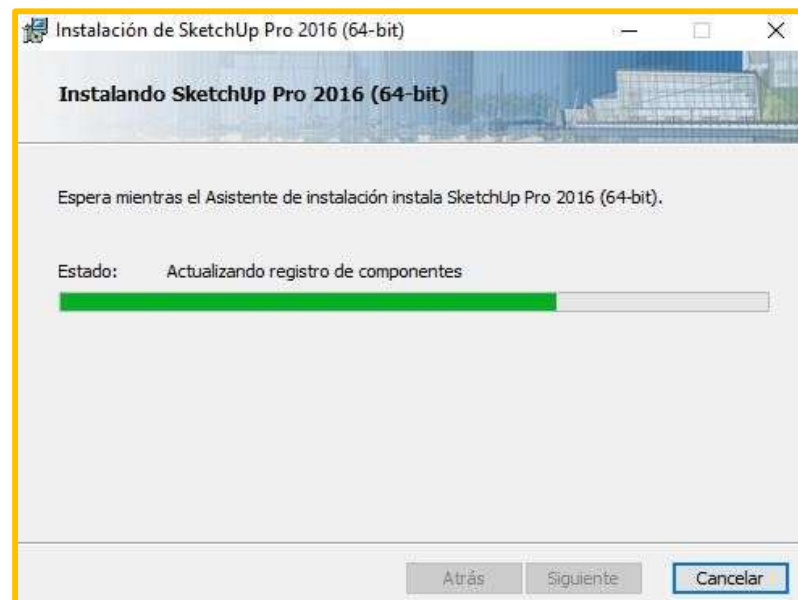 Instalación de SketchUp Pro 2016 (64-bit)
Instalando SketchUp Pro 2016 (64-bit)
Espera mientras el Asistente de instalación instala SketchUp Pro 2016 (64-bit).
Estado: Actualizando registro de componentes
Atrás Siguiente Cancelar